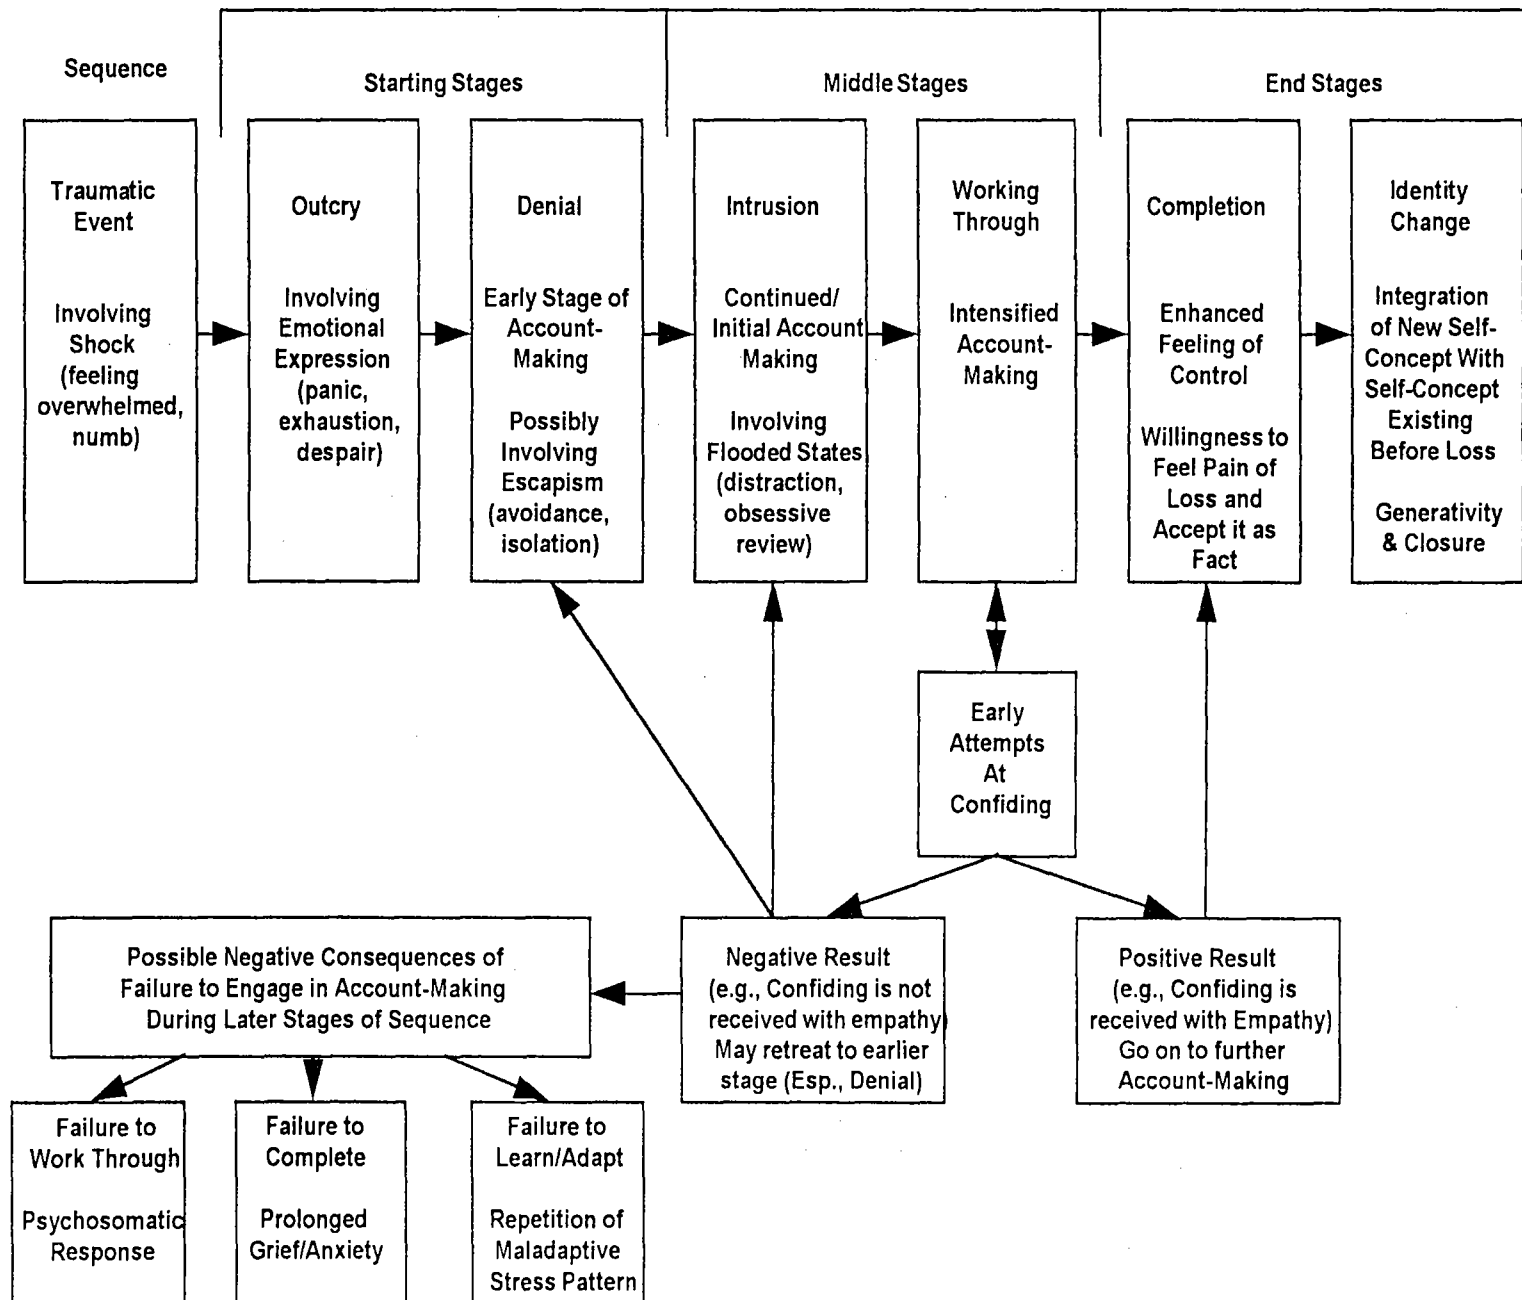 Sequence
Starting Stages
Middle Stages
End Stages
Traumatic
Event
Involving
Shock
(feeling
overwhelmed,
numb)
Outcry
Involving
Emotional
Expression
(panic,
exhaustion,
despair)
Denial
Early Stage of
Account-
Making
Possibly
Involving
Escapism
(avoidance,
isolation)
Intrusion
Continued/
Initial Account
Making
Involving
Flooded States
(distraction,
obsessive
review)
Working
Through
Intensified
Account-
Making
Completion
Enhanced
Feeling of
Control
Willingness to
Feel Pain of
Loss and
Accept it as
Fact
Identity
Change
Integration
of New Self-
Concept With
Self-Concept
Existing
Before Loss
Generativity
& Closure
Early
Attempts
At
Confiding
Possible Negative Consequences of
Failure to Engage in Account-Making
During Later Stages of Sequence
Negative Result
(e.g., Confiding is not
received with empathy)
May retreat to earlier
stage (Esp., Denial)
Positive Result
(e.g., Confiding is
received with Empathy)
Go on to further
Account-Making
Failure to
Work Through
Psychosomatic
Response
Failure to
Complete
Prolonged
Grief/Anxiety
Failure to
Learn/Adapt
Repetition of
Maladaptive
Stress Pattern